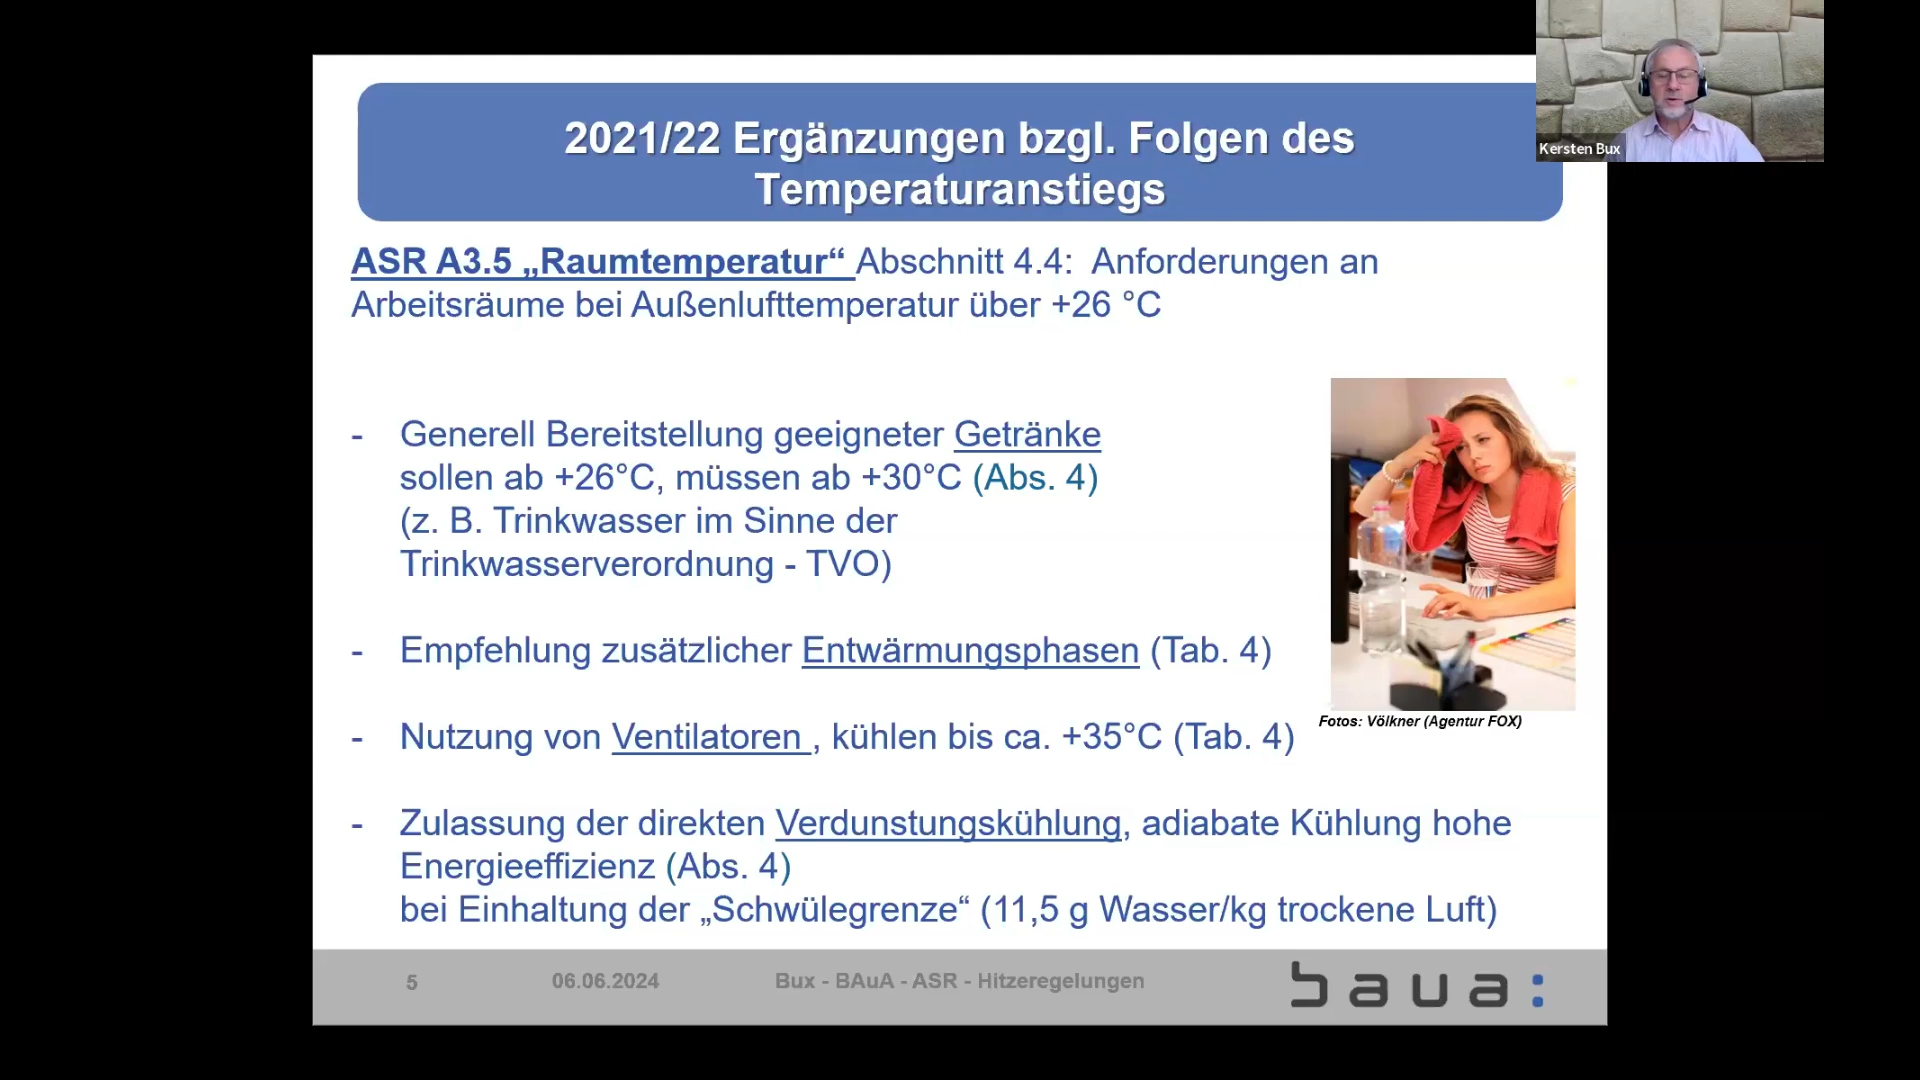 2021/22 Ergänzungen bzgl. Folgen des
Temperaturanstiegs
Kersten Bux
ASR A3.5 „Raumtemperatur“ Abschnitt 4.4: Anforderungen an
Arbeitsräume bei Außenlufttemperatur über +26 °C
- Generell Bereitstellung geeigneter Getränke
sollen ab +26°C, müssen ab +30°C (Abs. 4)
(z. B. Trinkwasser im Sinne der
Trinkwasserverordnung - TVO)
- Empfehlung zusätzlicher Entwärmungsphasen (Tab. 4)
Fotos: Völkner (Agentur FOX)
- Nutzung von Ventilatoren , kühlen bis ca. +35°C (Tab. 4)
- Zulassung der direkten Verdunstungskühlung, adiabate Kühlung hohe
Energieeffizienz (Abs. 4)
bei Einhaltung der „Schwülegrenze“ (11,5 g Wasser/kg trockene Luft)
5 06.06.2024 Bux - BAuA - ASR - Hitzeregelungen baua: